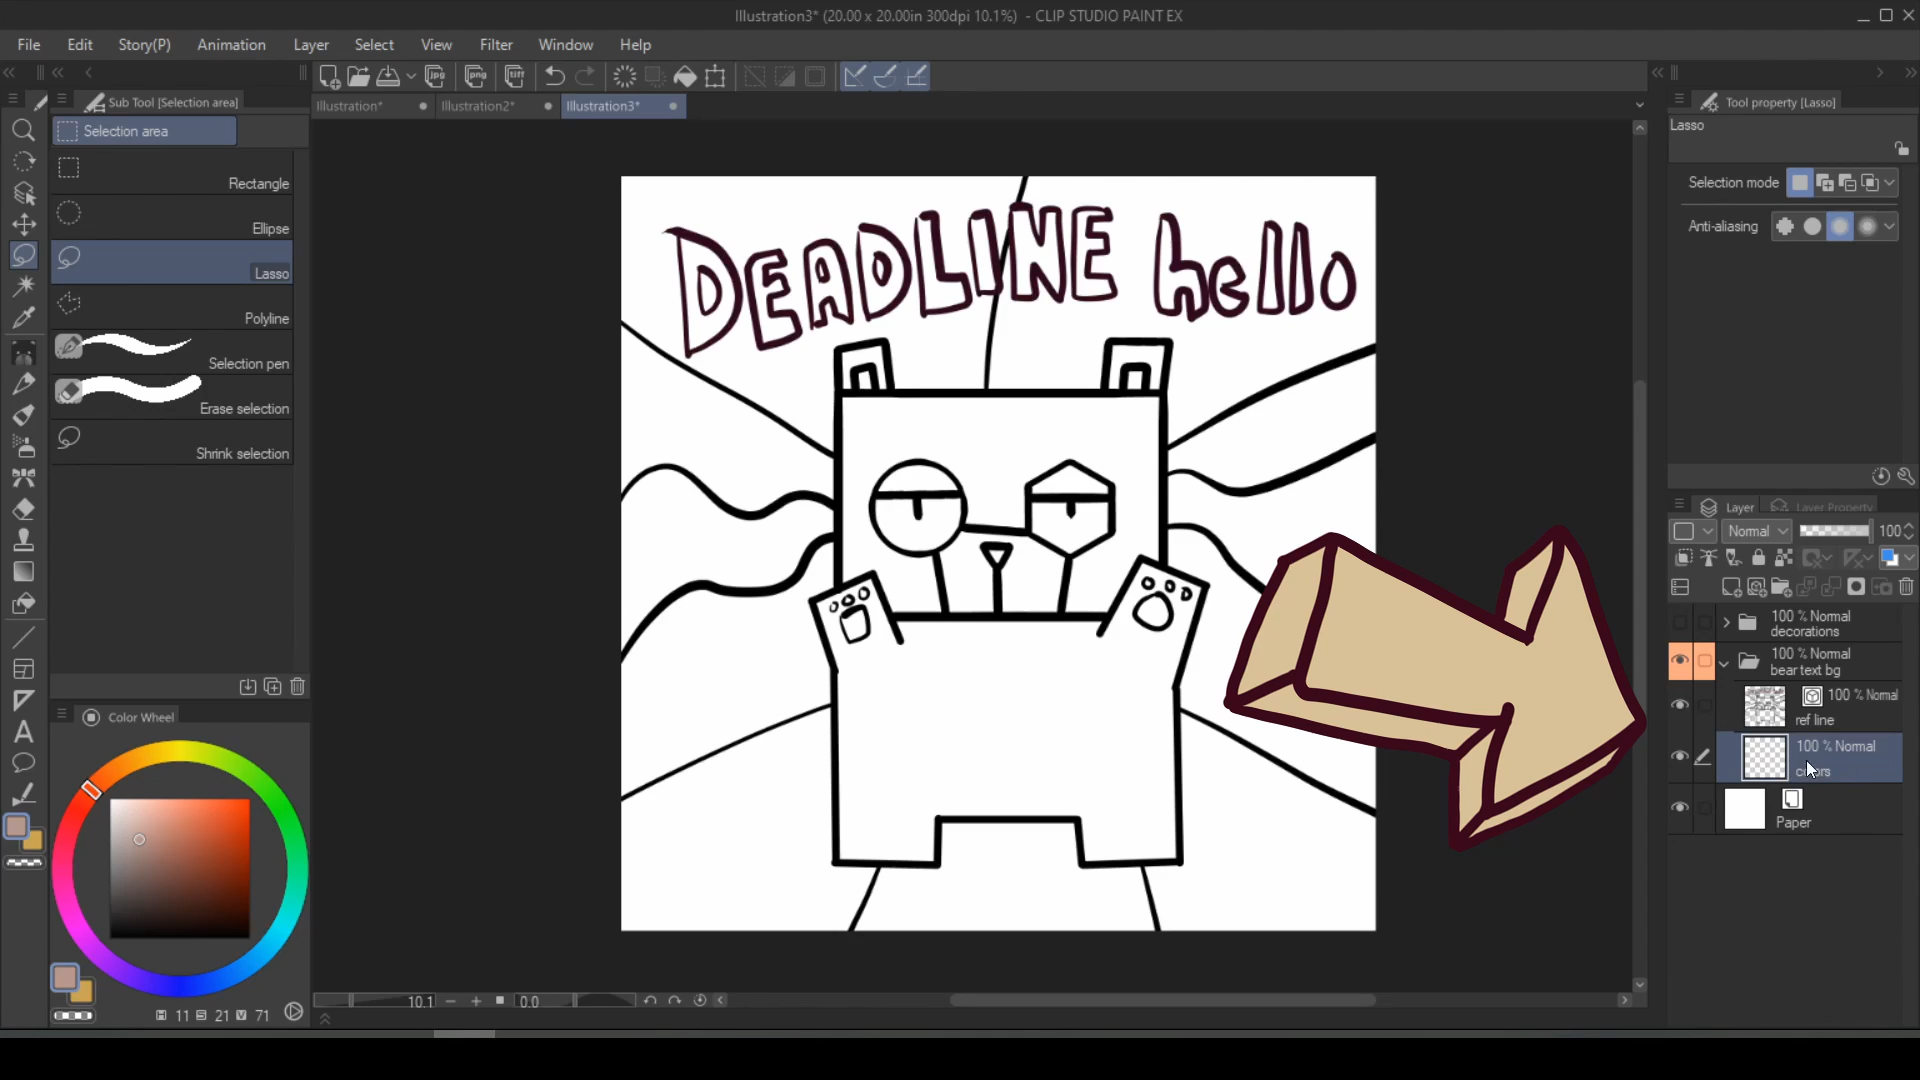 Illustration3* (20.00 x 20.00in 300dpi 10.1%) - CLIP STUDIO PAINT EX
File Edit Story(P) Animation Layer Select View Filter Window Help
jpg png tiff
Sub Tool [Selection area]
Illustration* Illustration2* Illustration3*
Tool property [Lasso]
Selection area
Lasso
Rectangle
Selection mode
Ellipse
Anti-aliasing
Lasso
Polyline
Selection pen
Erase selection
Shrink selection
DEADLINE hello
Layer Layer Property
Normal 100
100 % Normal
decorations
100 % Normal
bear text bg
100 % Normal
ref line
100 % Normal
colors
Paper
Color Wheel
H 11 S 21 V 71
10.1 0.0